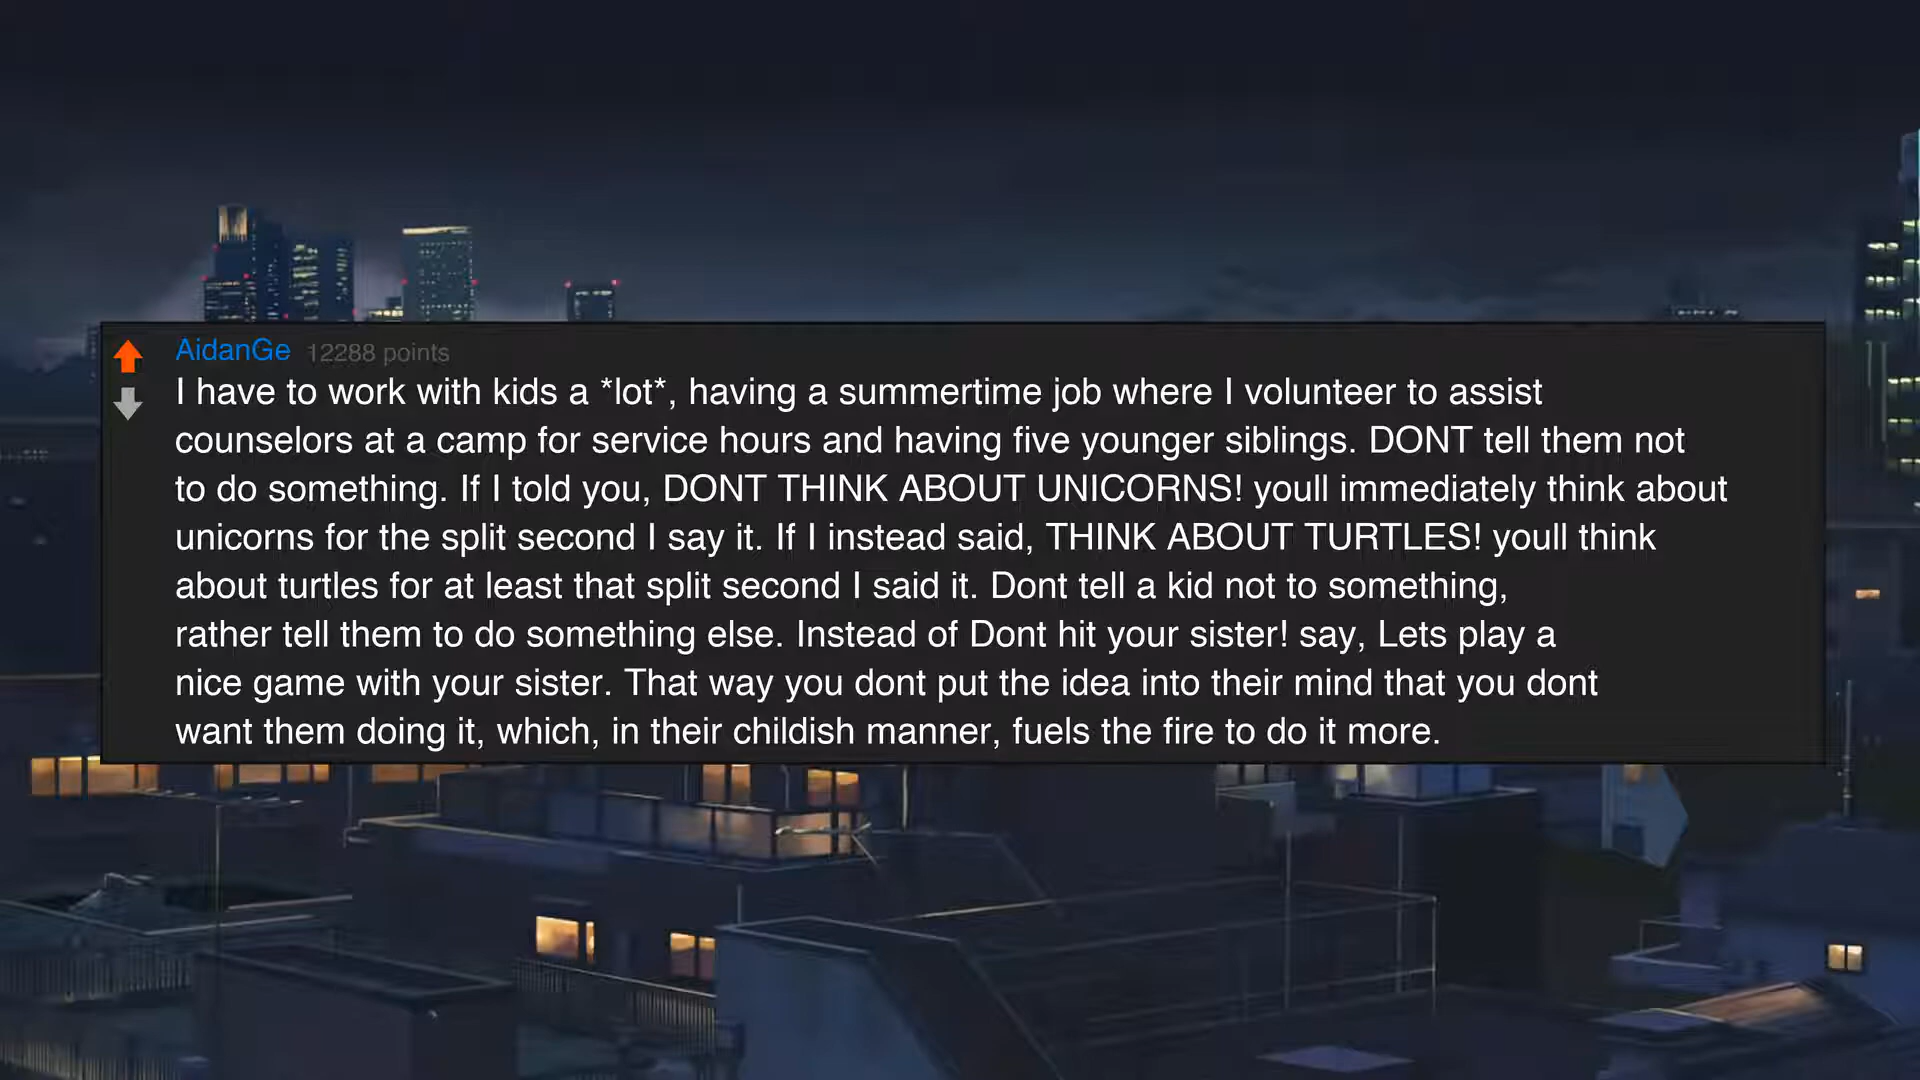 AidanGe 12288 points
I have to work with kids a *lot*, having a summertime job where I volunteer to assist
counselors at a camp for service hours and having five younger siblings. DONT tell them not
to do something. If I told you, DONT THINK ABOUT UNICORNS! youll immediately think about
unicorns for the split second I say it. If I instead said, THINK ABOUT TURTLES! youll think
about turtles for at least that split second I said it. Dont tell a kid not to something,
rather tell them to do something else. Instead of Dont hit your sister! say, Lets play a
nice game with your sister. That way you dont put the idea into their mind that you dont
want them doing it, which, in their childish manner, fuels the fire to do it more.